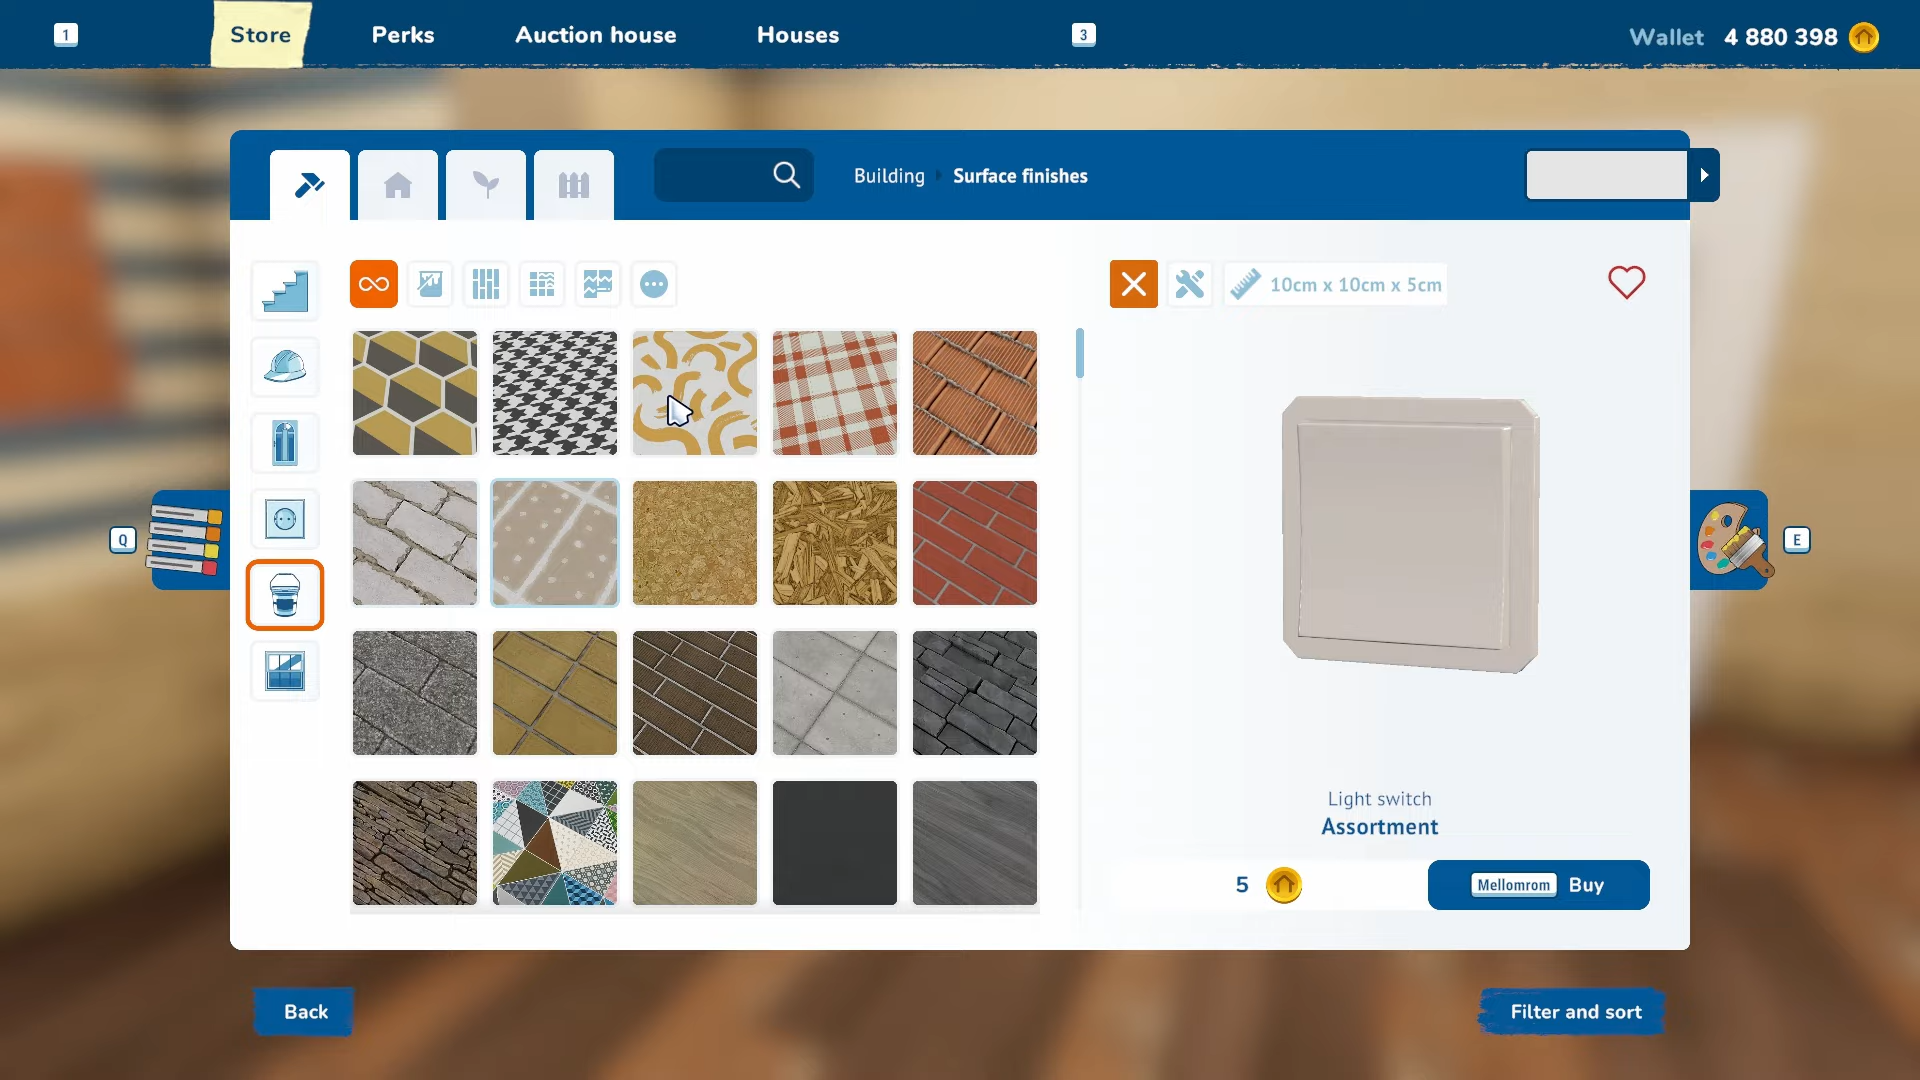 1
Store
Perks
Auction house
Houses
3
Wallet 4 880 398
Building Surface finishes
10cm x 10cm x 5cm
Q
E
Light switch
Assortment
5
Mellomrom Buy
Back
Filter and sort